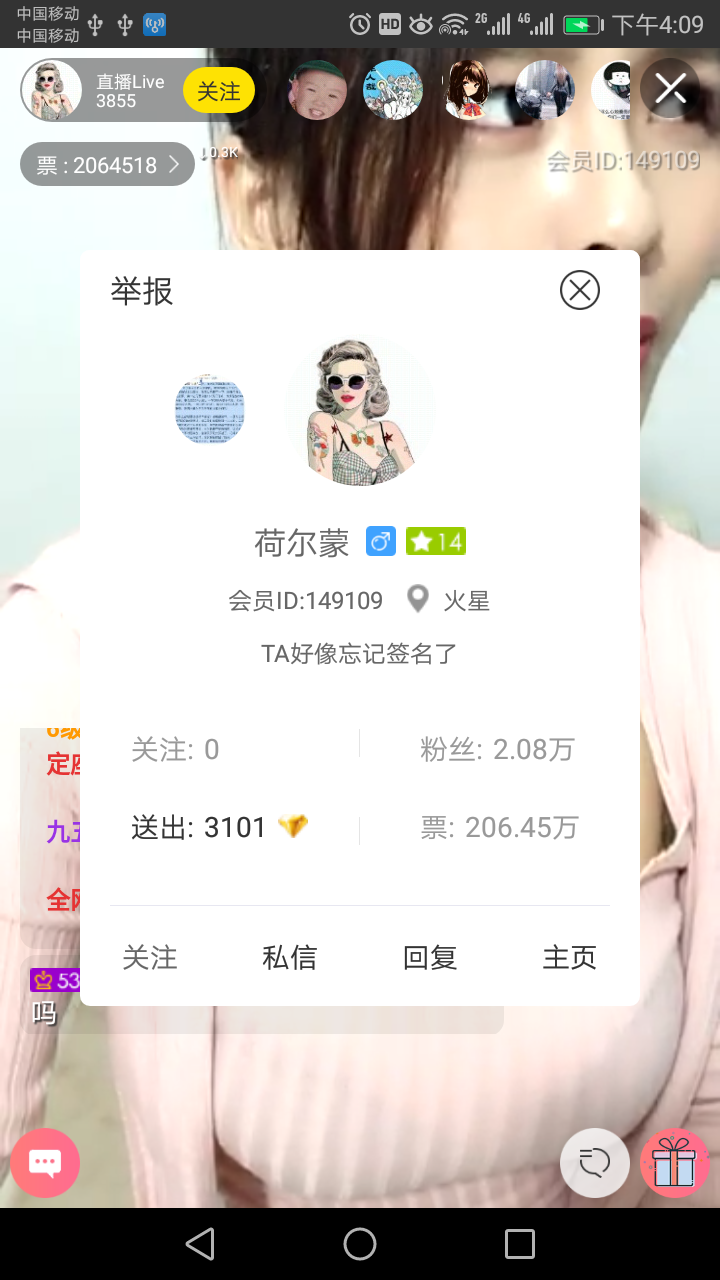 中国移动
中国移动
HD
2G
4G
下午4:09
直播Live
3855
关注
票 : 2064518
0.3K
会员ID:149109
举报
荷尔蒙
14
会员ID:149109
火星
TA好像忘记签名了
关注: 0
粉丝: 2.08万
送出: 3101
票: 206.45万
6级
定座
九五
全网
53
吗
关注
私信
回复
主页